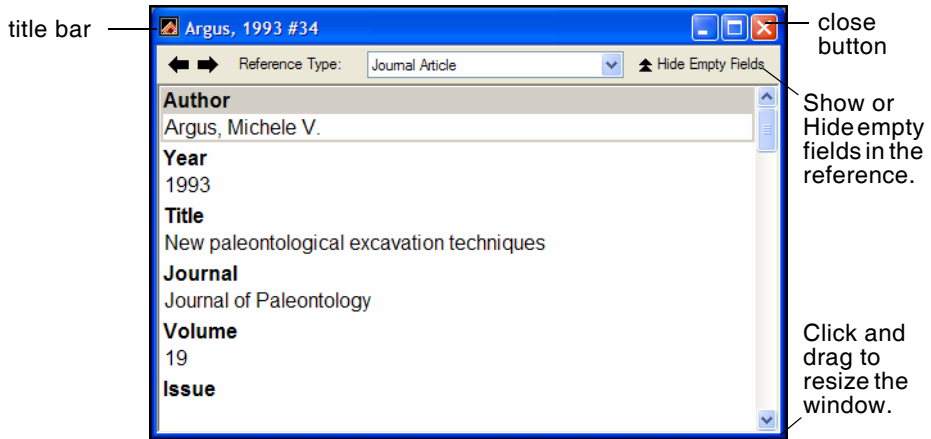 title bar
Argus, 1993 #34
close
button
Reference Type:
Journal Article
Hide Empty Fields
Show or
Hide empty
fields in the
reference.
Author
Argus, Michele V.
Year
1993
Title
New paleontological excavation techniques
Journal
Journal of Paleontology
Volume
19
Issue
Click and
drag to
resize the
window.